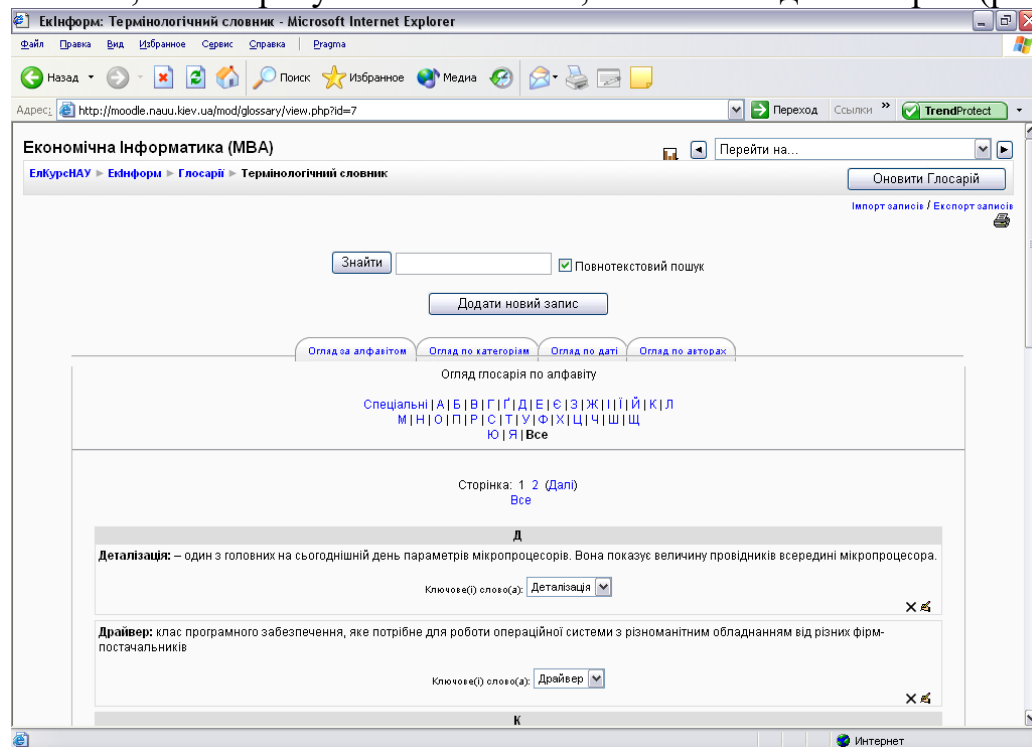 ЕкІнформ: Термінологічний словник - Microsoft Internet Explorer
Файл Правка Вид Избранное Сервис Справка Pragma
Назад Поиск Избранное Медиа
Адрес: http://moodle.nauu.kiev.ua/mod/glossary/view.php?id=7 Переход Ссылки » TrendProtect
Економічна Інформатика (МВА) Перейти на...
ЕлКурсНАУ ► ЕкІнформ ► Глосарії ► Термінологічний словник Оновити Глосарій
Імпорт записів / Експорт записів
Знайти Повнотекстовий пошук
Додати новий запис
Огляд за алфавітом Огляд по категоріям Огляд по даті Огляд по авторах
Огляд глосарія по алфавіту
Спеціальні | А | Б | В | Г | Ґ | Д | Е | Є | З | Ж | І | Ї | Й | К | Л
М | Н | О | П | Р | С | Т | У | Ф | Х | Ц | Ч | Ш | Щ
Ю | Я | Все
Сторінка: 1 2 (Далі)
Все
Д
Деталізація: – один з головних на сьогоднішній день параметрів мікропроцесорів. Вона показує величину провідників всередині мікропроцесора.
Ключове(і) слово(а): Деталізація
Драйвер: клас програмного забезпечення, яке потрібне для роботи операційної системи з різноманітним обладнанням від різних фірм-
постачальників
Ключове(і) слово(а): Драйвер
К
Интернет